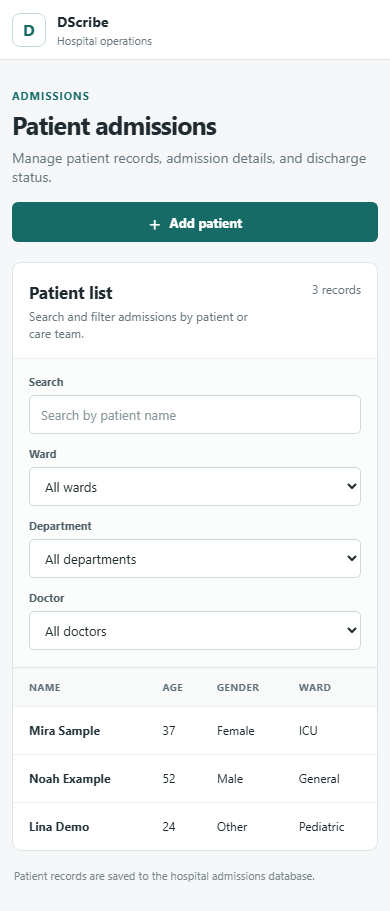 D
DScribe
Hospital operations
ADMISSIONS
Patient admissions
Manage patient records, admission details, and discharge
status.
+ Add patient
Patient list
3 records
Search and filter admissions by patient or
care team.
Search
Search by patient name
Ward
All wards
Department
All departments
Doctor
All doctors
NAME AGE GENDER WARD
Mira Sample 37 Female ICU
Noah Example 52 Male General
Lina Demo 24 Other Pediatric
Patient records are saved to the hospital admissions database.